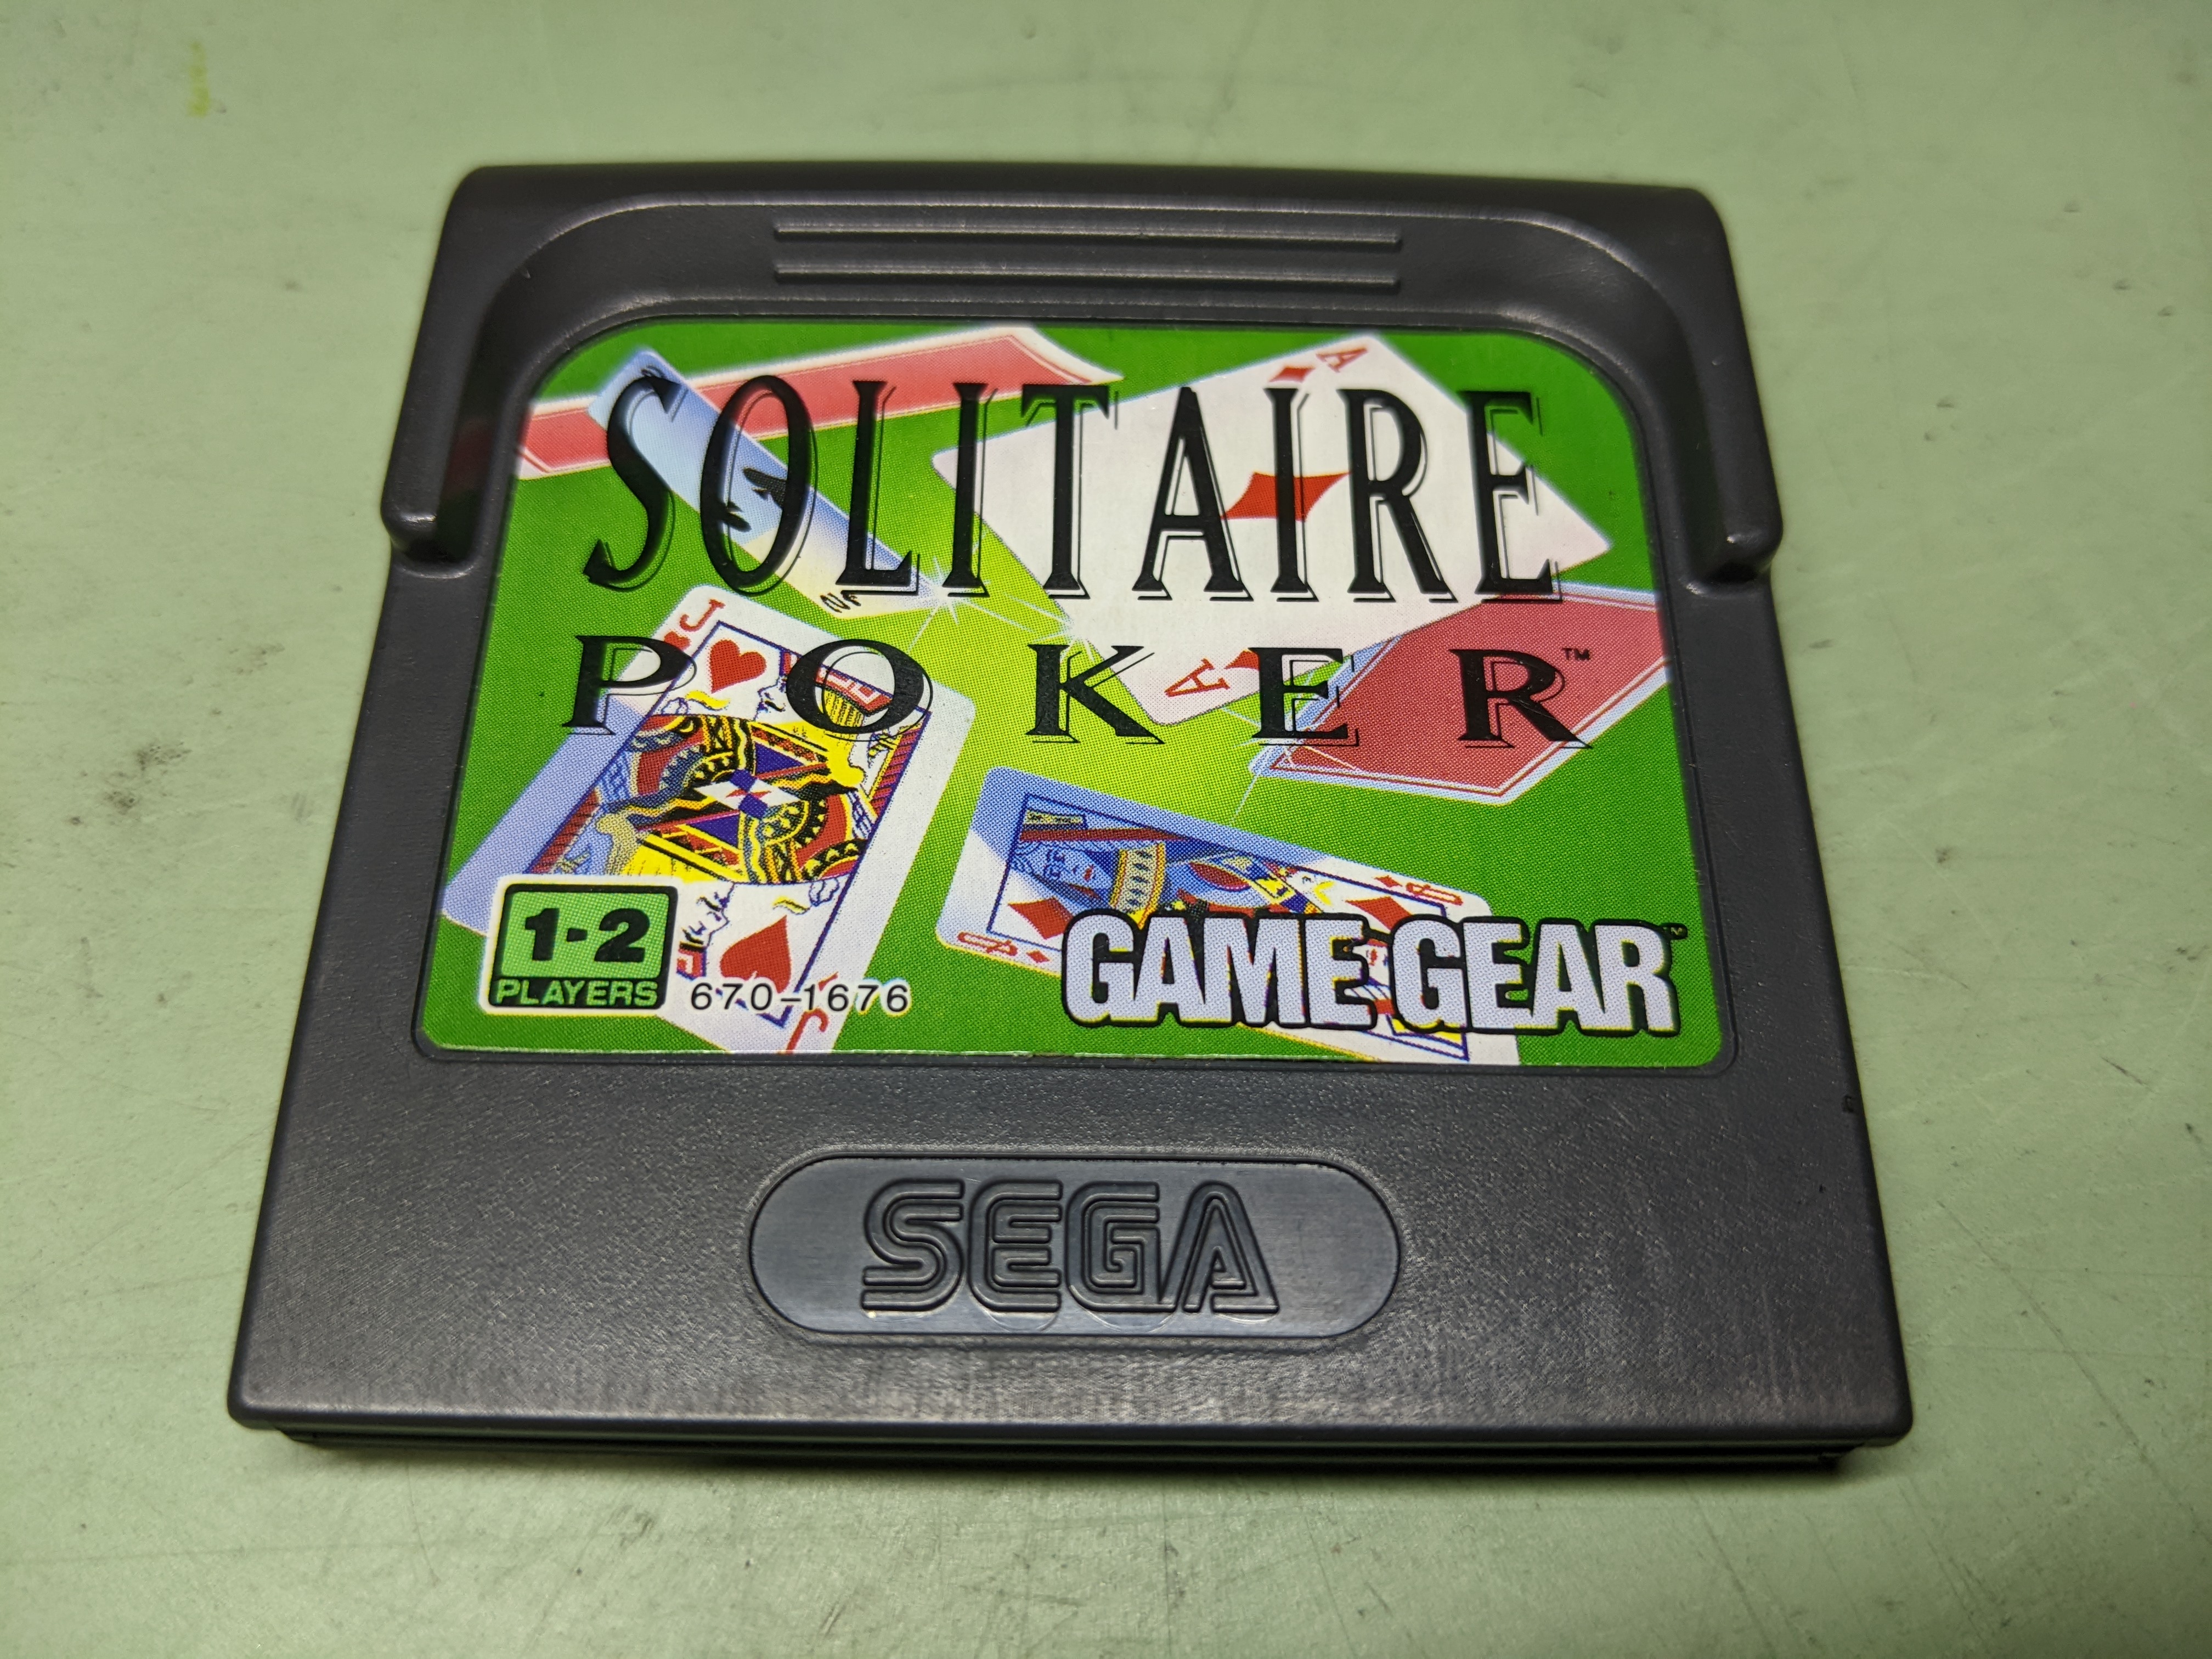 SOLITAIRE
POKER™
J
A
A
J
Q
Q
1-2
PLAYERS
670-1676
GAME GEAR™
SEGA